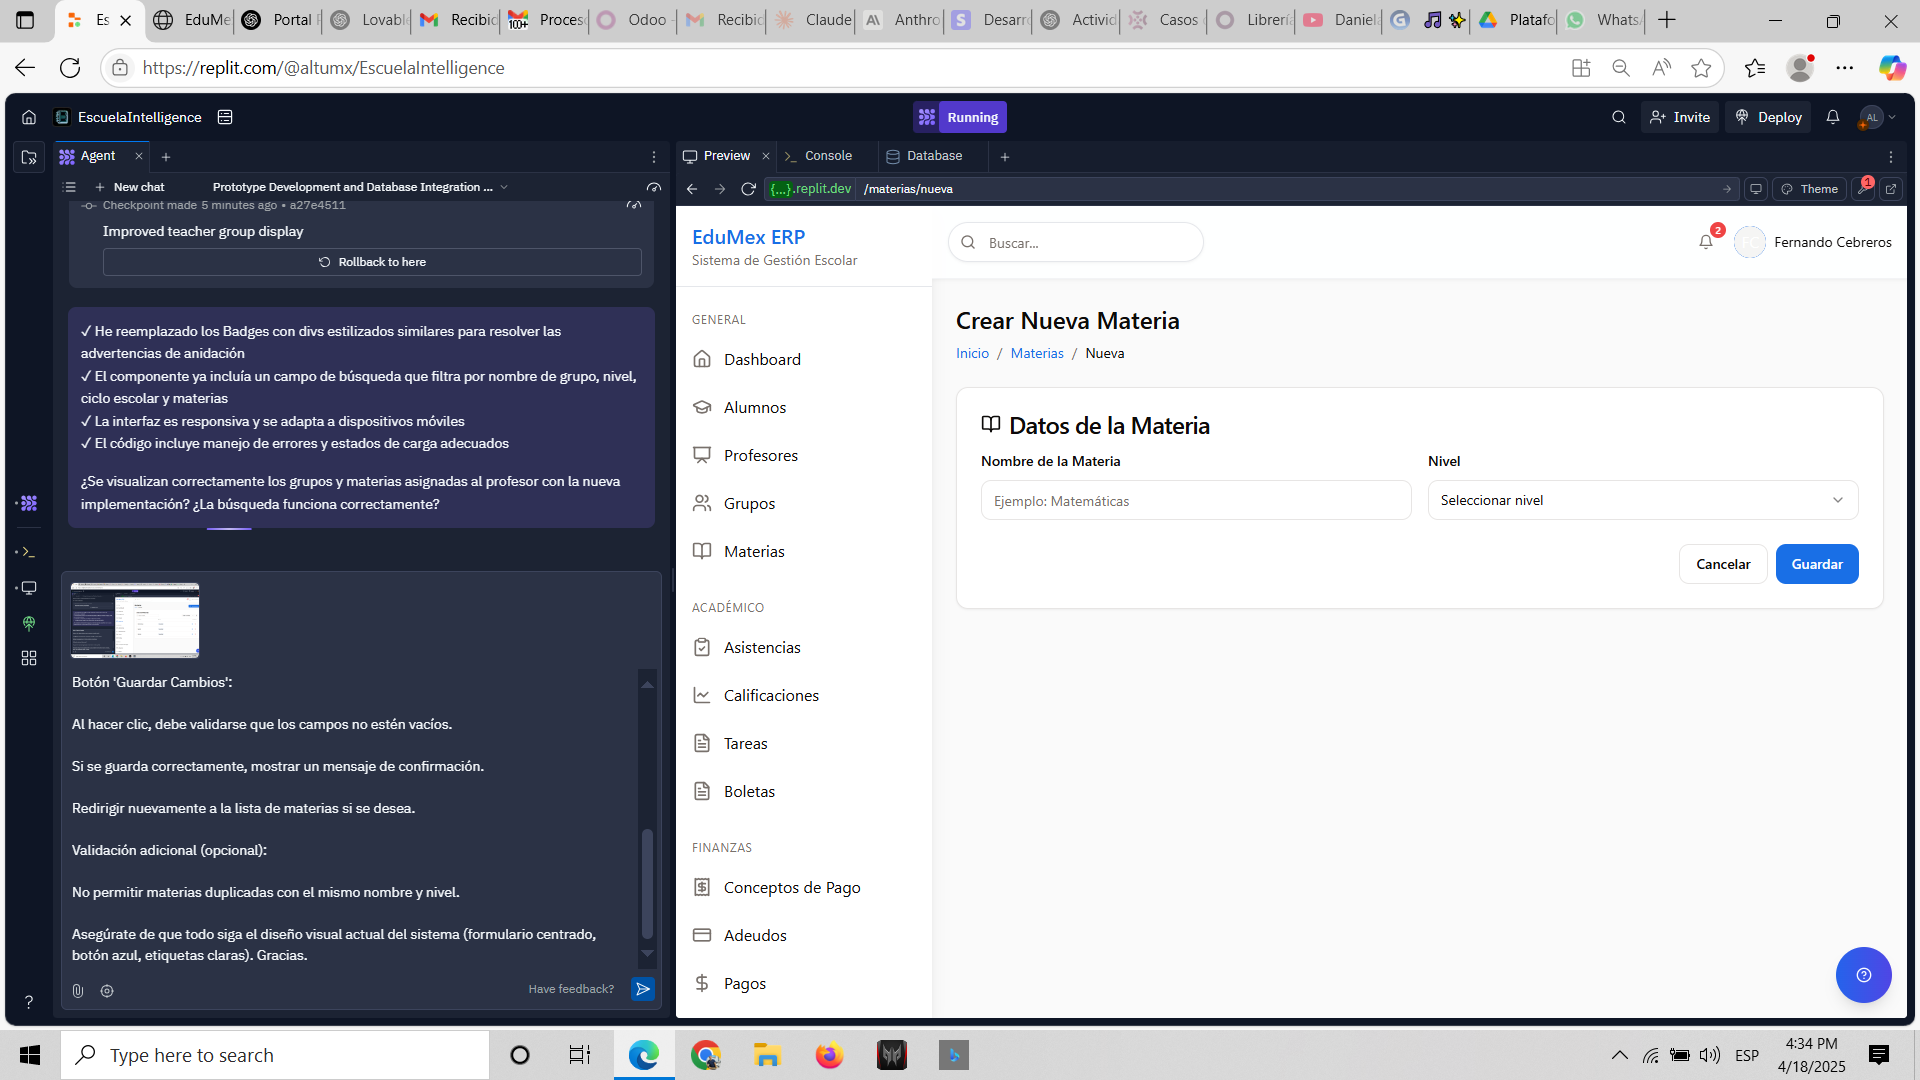 Es
EduMe
Portal
Lovable
Recibid
100+
Proces
Odoo
Recibid
Claude
AI
Anthro
S
Desarr
Activid
Casos
Librerí
Daniela
G
Platafo
Whats
https://replit.com/@altumx/EscuelaIntelligence
EscuelaIntelligence
Running
Invite
Deploy
AL
Agent
Preview
Console
Database
New chat
Prototype Development and Database Integration ...
{...}.replit.dev
/materias/nueva
Theme
1
Checkpoint made 5 minutes ago • a27e4511
Improved teacher group display
Rollback to here
✓ He reemplazado los Badges con divs estilizados similares para resolver las
advertencias de anidación
✓ El componente ya incluía un campo de búsqueda que filtra por nombre de grupo, nivel,
ciclo escolar y materias
✓ La interfaz es responsiva y se adapta a dispositivos móviles
✓ El código incluye manejo de errores y estados de carga adecuados
¿Se visualizan correctamente los grupos y materias asignadas al profesor con la nueva
implementación? ¿La búsqueda funciona correctamente?
Botón 'Guardar Cambios':
Al hacer clic, debe validarse que los campos no estén vacíos.
Si se guarda correctamente, mostrar un mensaje de confirmación.
Redirigir nuevamente a la lista de materias si se desea.
Validación adicional (opcional):
No permitir materias duplicadas con el mismo nombre y nivel.
Asegúrate de que todo siga el diseño visual actual del sistema (formulario centrado,
botón azul, etiquetas claras). Gracias.
Have feedback?
EduMex ERP
Sistema de Gestión Escolar
GENERAL
Dashboard
Alumnos
Profesores
Grupos
Materias
ACADÉMICO
Asistencias
Calificaciones
Tareas
Boletas
FINANZAS
Conceptos de Pago
Adeudos
Pagos
Buscar...
2
FC
Fernando Cebreros
Crear Nueva Materia
Inicio / Materias / Nueva
Datos de la Materia
Nombre de la Materia
Nivel
Ejemplo: Matemáticas
Seleccionar nivel
Cancelar
Guardar
Type here to search
ESP
4:34 PM
4/18/2025